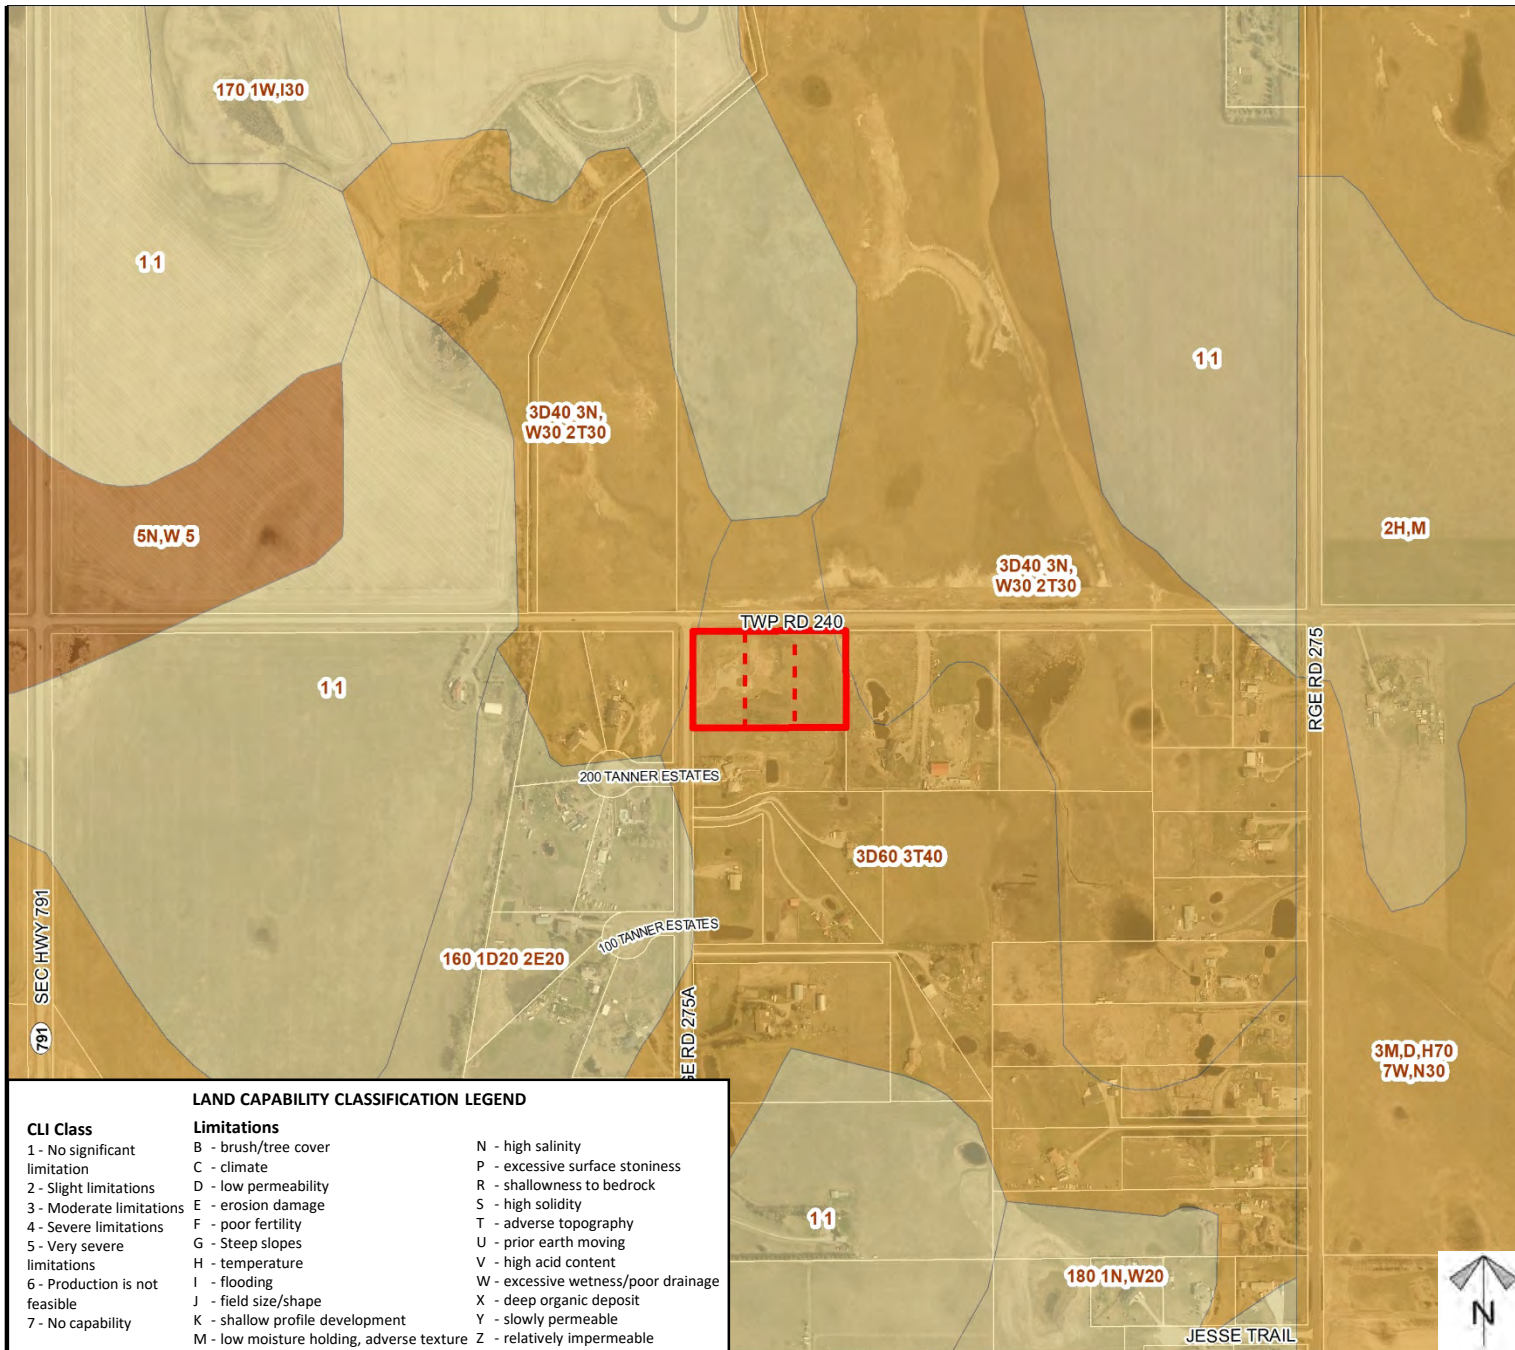 170 1W,I30
1 1
1 1
3D40 3N,
W30 2T30
5N,W 5
2H,M
3D40 3N,
W30 2T30
TWP RD 240
1 1
RGE RD 275
200 TANNER ESTATES
3D60 3T40
SEC HWY 791
791
100 TANNER ESTATES
160 1D20 2E20
GE RD 275A
3M,D,H70
7W,N30
1 1
180 1N,W20
JESSE TRAIL
N
LAND CAPABILITY CLASSIFICATION LEGEND
CLI Class
1 - No significant
limitation
2 - Slight limitations
3 - Moderate limitations
4 - Severe limitations
5 - Very severe
limitations
6 - Production is not
feasible
7 - No capability
Limitations
B - brush/tree cover
C - climate
D - low permeability
E - erosion damage
F - poor fertility
G - Steep slopes
H - temperature
I - flooding
J - field size/shape
K - shallow profile development
M - low moisture holding, adverse texture
N - high salinity
P - excessive surface stoniness
R - shallowness to bedrock
S - high solidity
T - adverse topography
U - prior earth moving
V - high acid content
W - excessive wetness/poor drainage
X - deep organic deposit
Y - slowly permeable
Z - relatively impermeable